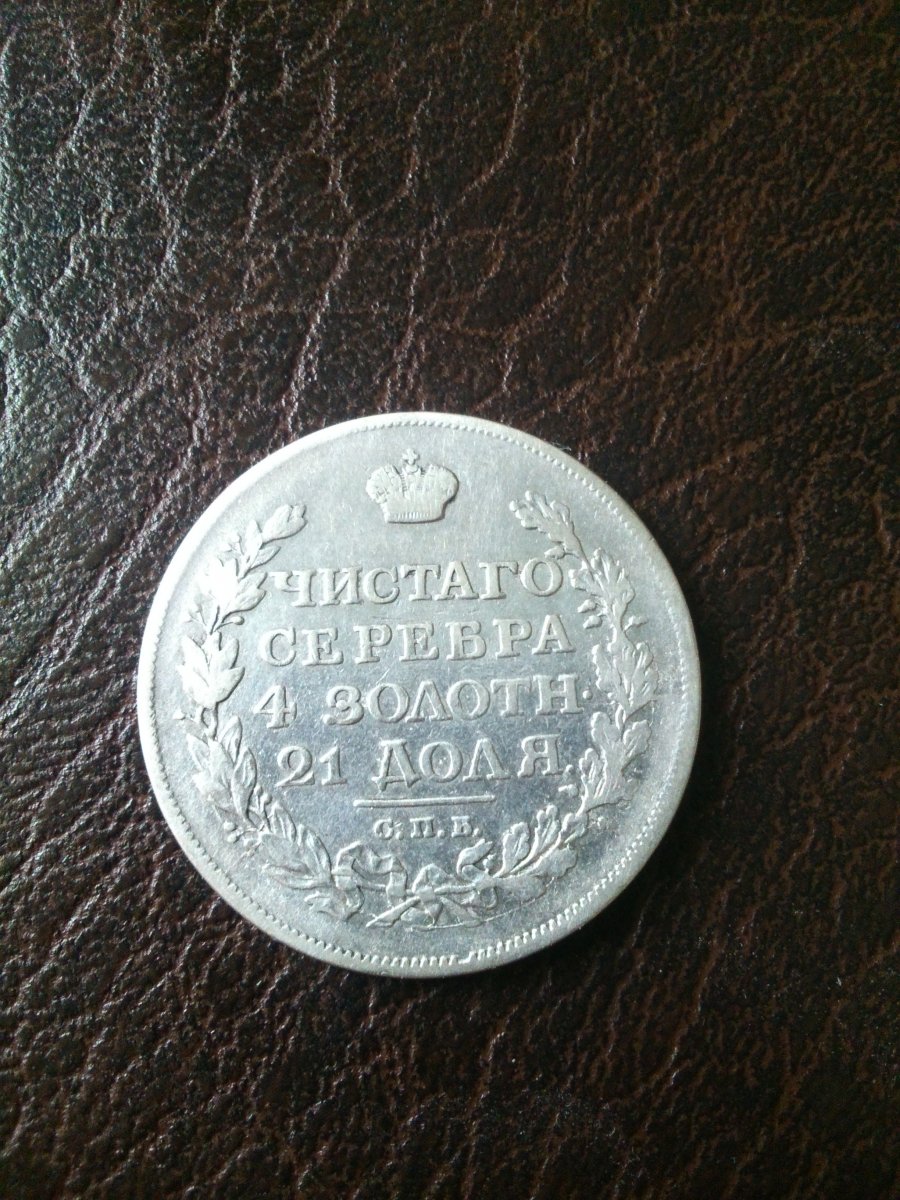 ЧИСТАГО
СЕРЕБРА
4 ЗОЛОТН.
21 ДОЛЯ
С.П.Б.